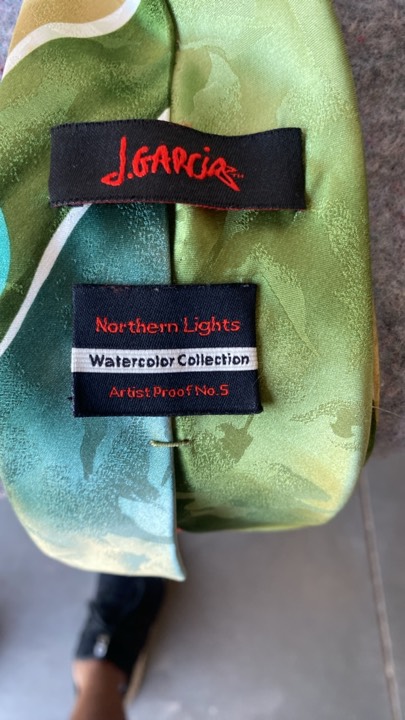 J.GARCIA
Northern Lights
Watercolor Collection
Artist Proof No.5